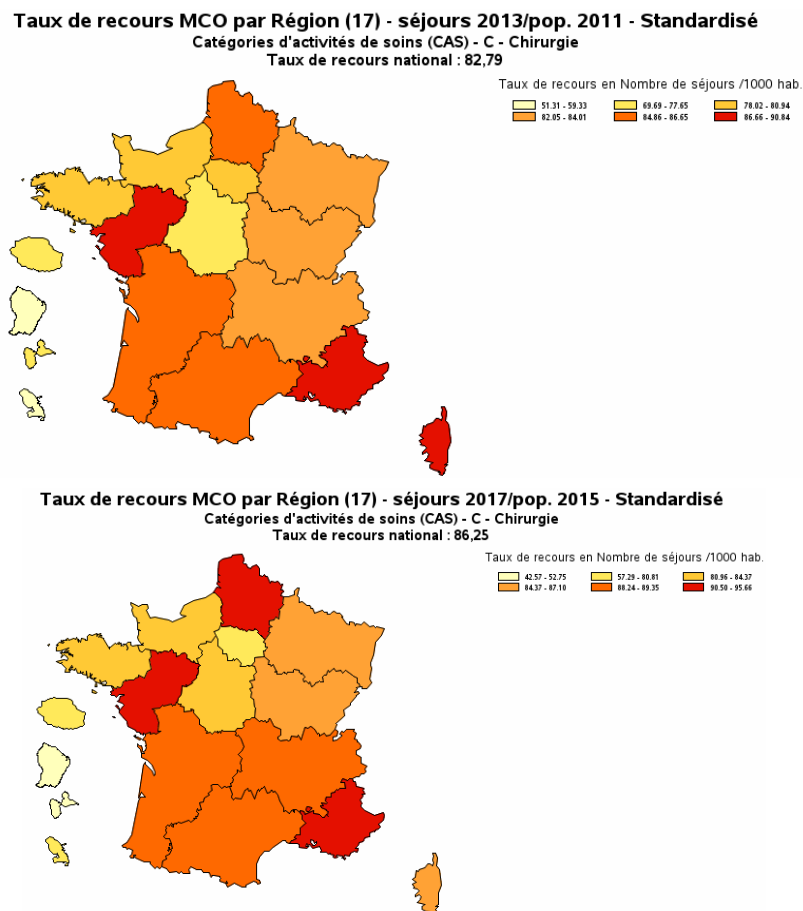 Taux de recours MCO par Région (17) - séjours 2013/pop. 2011 - Standardisé
Catégories d'activités de soins (CAS) - C - Chirurgie
Taux de recours national : 82,79
Taux de recours en Nombre de séjours /1000 hab.
51.31 - 59.33 69.69 - 77.65 78.02 - 80.94
82.05 - 84.01 84.86 - 86.65 86.66 - 90.84
Taux de recours MCO par Région (17) - séjours 2017/pop. 2015 - Standardisé
Catégories d'activités de soins (CAS) - C - Chirurgie
Taux de recours national : 86,25
Taux de recours en Nombre de séjours /1000 hab.
42.57 - 52.75 57.29 - 80.81 80.96 - 84.37
84.37 - 87.10 88.24 - 89.35 90.50 - 95.66